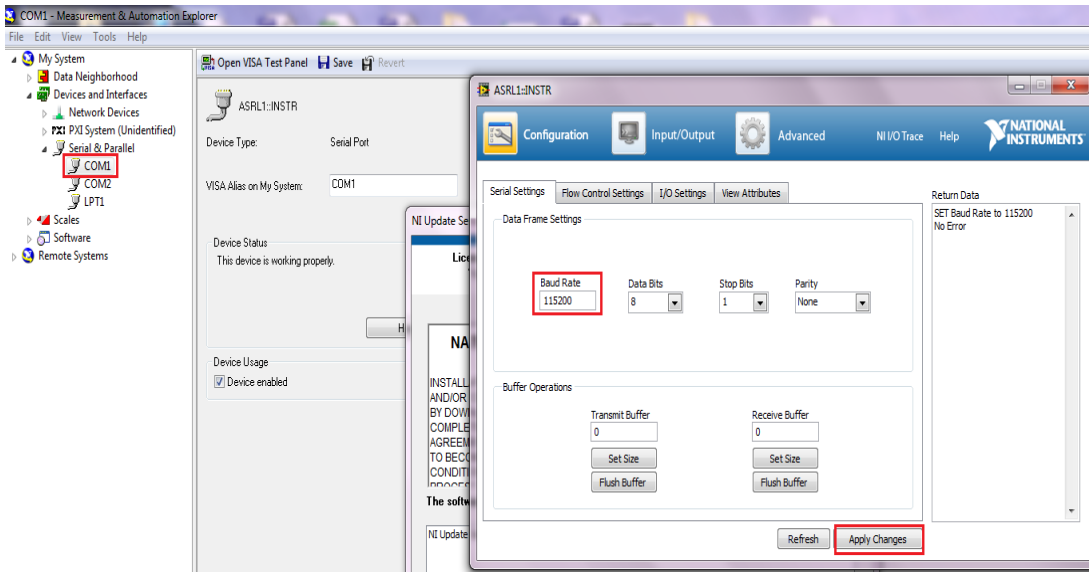 COM1 - Measurement & Automation Explorer
File Edit View Tools Help
My System
Data Neighborhood
Devices and Interfaces
Network Devices
PXI PXI System (Unidentified)
Serial & Parallel
COM1
COM2
LPT1
Scales
Software
Remote Systems
Open VISA Test Panel Save Revert
ASRL1::INSTR
Device Type: Serial Port
VISA Alias on My System: COM1
Device Status
This device is working properly.
H
Device Usage
Device enabled
NI Update Se
Lice
NA
INSTALL
AND/OR
BY DOW
COMPLE
AGREEM
TO BECO
CONDITI
The softw
NI Update
ASRL1::INSTR
Configuration Input/Output Advanced NI I/O Trace Help NATIONAL INSTRUMENTS
Serial Settings Flow Control Settings I/O Settings View Attributes
Data Frame Settings
Baud Rate Data Bits Stop Bits Parity
115200 8 1 None
Buffer Operations
Transmit Buffer Receive Buffer
0 0
Set Size Set Size
Flush Buffer Flush Buffer
Return Data
SET Baud Rate to 115200
No Error
Refresh Apply Changes